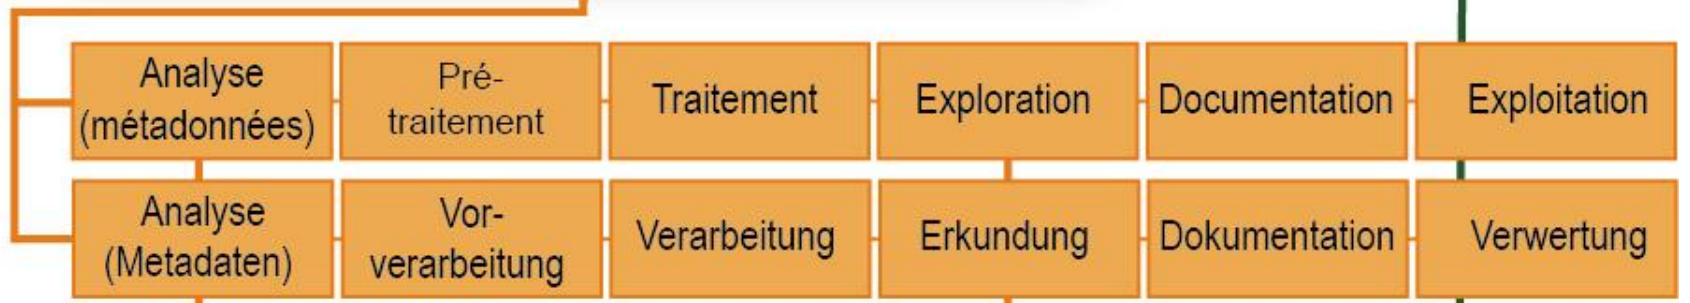 Analyse
(métadonnées)
Pré-
traitement
Traitement
Exploration
Documentation
Exploitation
Analyse
(Metadaten)
Vor-
verarbeitung
Verarbeitung
Erkundung
Dokumentation
Verwertung